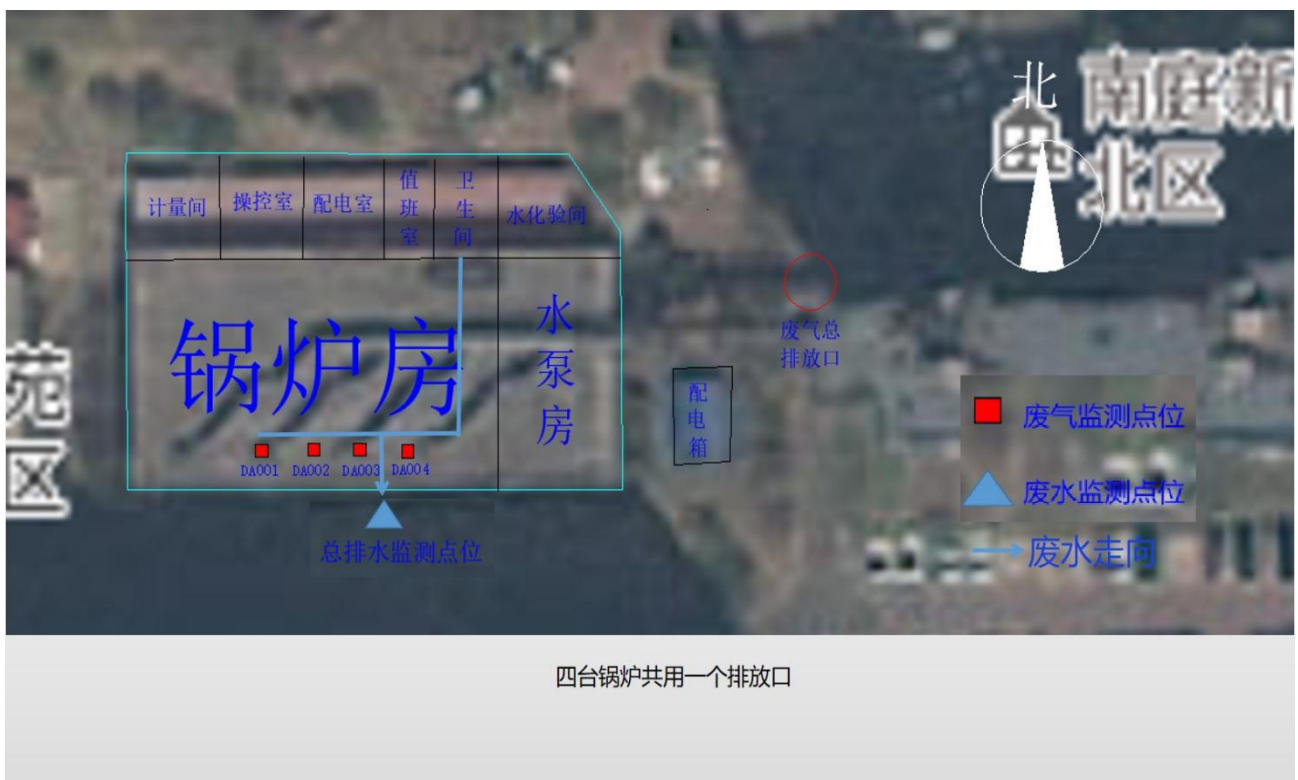 北
南庭新
北区
计量间
操控室
配电室
值班室
卫生间
水化验间
锅炉房
水泵房
废气总
排放口
配电箱
苑
区
DA001
DA002
DA003
DA004
总排水监测点位
废气监测点位
废水监测点位
废水走向
四台锅炉共用一个排放口